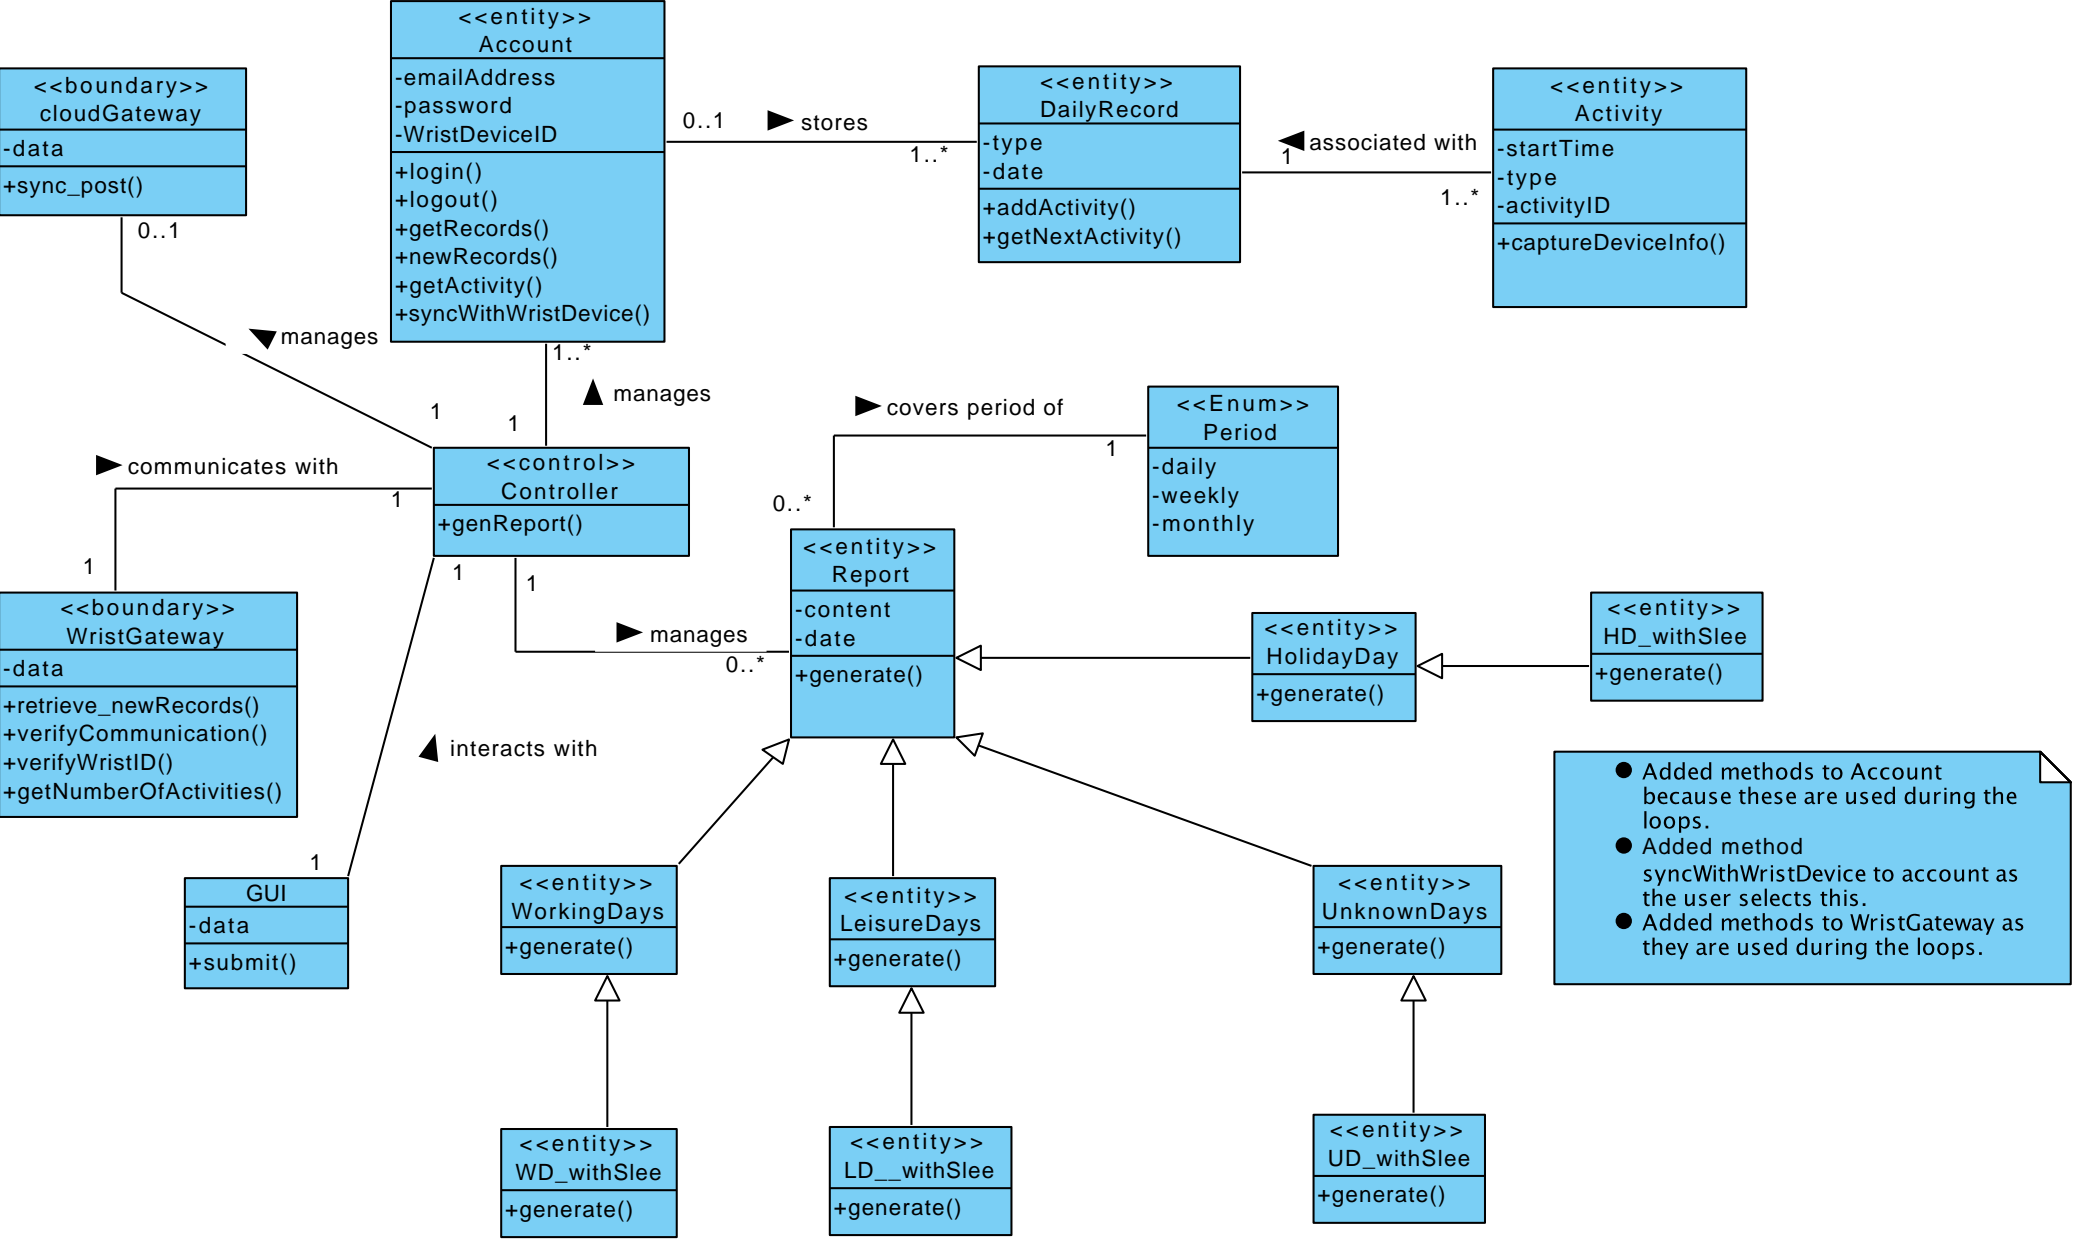 <<entity>>
Account
-emailAddress
-password
-WristDeviceID
+login()
+logout()
+getRecords()
+newRecords()
+getActivity()
+syncWithWristDevice()
<<boundary>>
cloudGateway
-data
+sync_post()
0..1
0..1
stores
1..*
<<entity>>
DailyRecord
-type
-date
+addActivity()
+getNextActivity()
associated with
1
1..*
<<entity>>
Activity
-startTime
-type
-activityID
+captureDeviceInfo()
manages
1..*
manages
1
1
communicates with
1
1
<<control>>
Controller
+genReport()
covers period of
1
0..*
<<Enum>>
Period
-daily
-weekly
-monthly
<<boundary>>
WristGateway
-data
+retrieve_newRecords()
+verifyCommunication()
+verifyWristID()
+getNumberOfActivities()
1
1
manages
0..*
<<entity>>
Report
-content
-date
+generate()
<<entity>>
HolidayDay
+generate()
<<entity>>
HD_withSlee
+generate()
interacts with
1
GUI
-data
+submit()
<<entity>>
WorkingDays
+generate()
<<entity>>
LeisureDays
+generate()
<<entity>>
UnknownDays
+generate()
● Added methods to Account
because these are used during the
loops.
● Added method
syncWithWristDevice to account as
the user selects this.
● Added methods to WristGateway as
they are used during the loops.
<<entity>>
WD_withSlee
+generate()
<<entity>>
LD__withSlee
+generate()
<<entity>>
UD_withSlee
+generate()